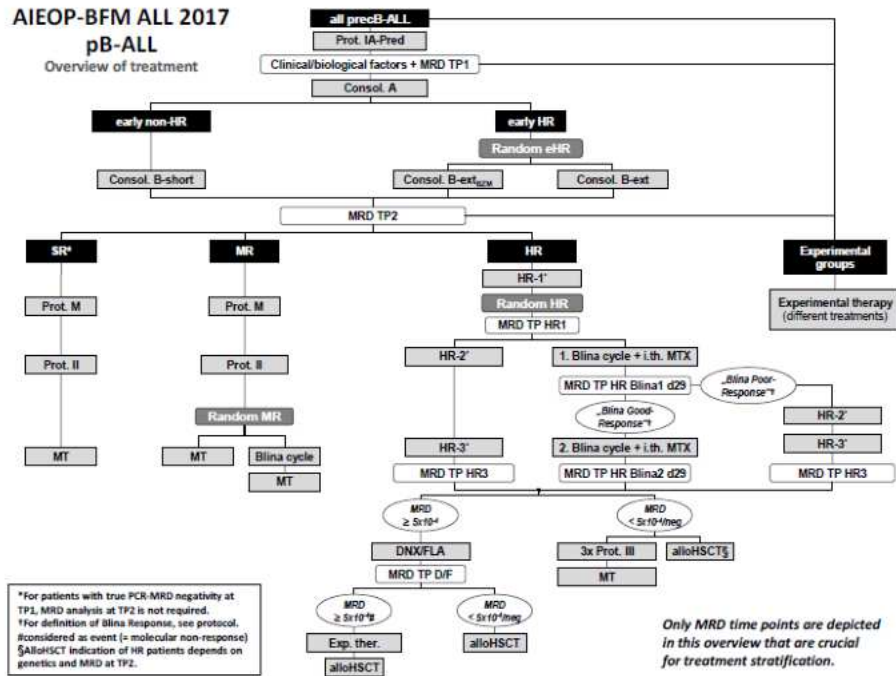 AIEOP-BFM ALL 2017
pB-ALL
Overview of treatment
all precB-ALL
Prot. IA-Pred
Clinical/biological factors + MRD TP1
Consol. A
early non-HR
early HR
Random eHR
Consol. B-short
Consol. B-extBZM
Consol. B-ext
MRD TP2
SR*
MR
HR
Experimental
groups
HR-1'
Experimental therapy
(different treatments)
Prot. M
Prot. M
Random HR
MRD TP HR1
Prot. II
Prot. II
HR-2'
1. Blina cycle + i.th. MTX
MRD TP HR Blina1 d29
„Blina Poor-
Response"†
Random MR
„Blina Good-
Response"†
HR-2'
MT
MT
Blina cycle
HR-3'
2. Blina cycle + i.th. MTX
HR-3'
MT
MRD TP HR3
MRD TP HR Blina2 d29
MRD TP HR3
MRD
≥ 5x10-4
MRD
< 5x10-4/neg
DNX/FLA
3x Prot. III
alloHSCT§
MRD TP D/F
MT
MRD
≥ 5x10-4#
MRD
< 5x10-4/neg
Exp. ther.
alloHSCT
alloHSCT
*For patients with true PCR-MRD negativity at
TP1, MRD analysis at TP2 is not required.
†For definition of Blina Response, see protocol.
#considered as event (= molecular non-response)
§AlloHSCT indication of HR patients depends on
genetics and MRD at TP2.
Only MRD time points are depicted
in this overview that are crucial
for treatment stratification.